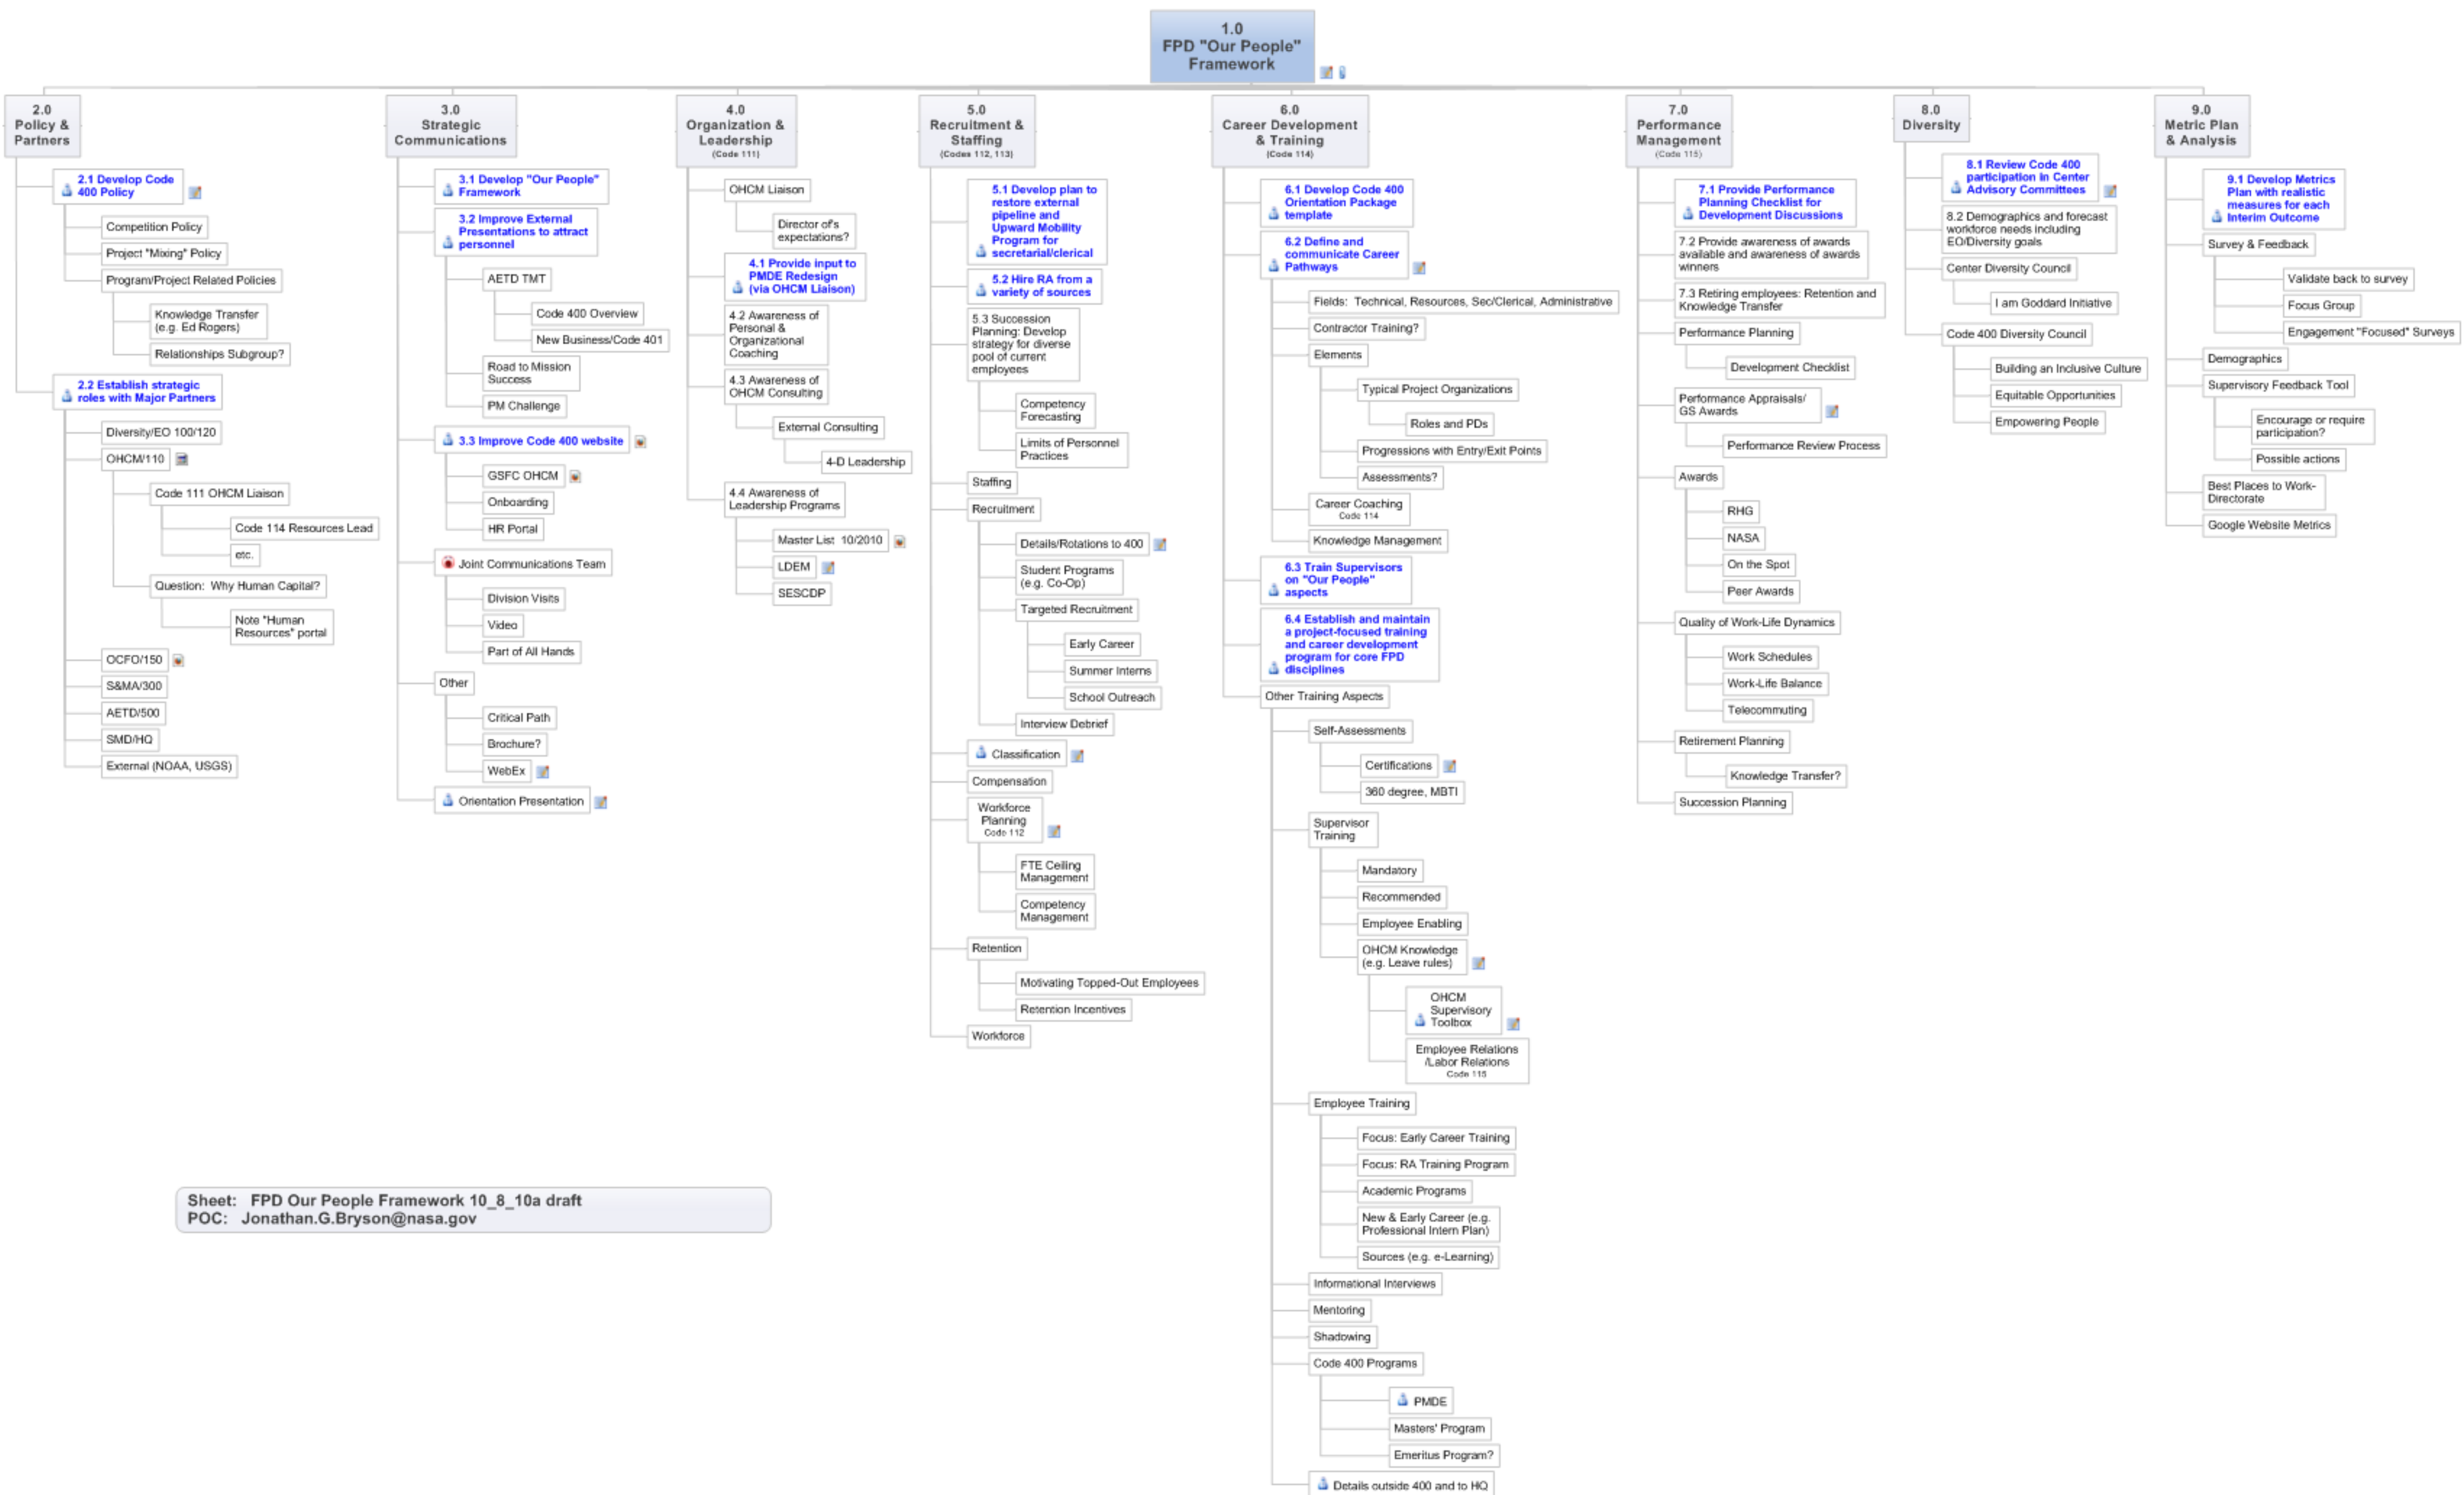 1.0
FPD "Our People"
Framework
2.0
Policy &
Partners
2.1 Develop Code
400 Policy
Competition Policy
Project "Mixing" Policy
Program/Project Related Policies
Knowledge Transfer
(e.g. Ed Rogers)
Relationships Subgroup?
2.2 Establish strategic
roles with Major Partners
Diversity/EO 100/120
OHCM/110
Code 111 OHCM Liaison
Code 114 Resources Lead
etc.
Question: Why Human Capital?
Note "Human
Resources" portal
OCFO/150
S&MA/300
AETD/500
SMD/HQ
External (NOAA, USGS)
3.0
Strategic
Communications
3.1 Develop "Our People"
Framework
3.2 Improve External
Presentations to attract
personnel
AETD TMT
Code 400 Overview
New Business/Code 401
Road to Mission
Success
PM Challenge
3.3 Improve Code 400 website
GSFC OHCM
Onboarding
HR Portal
Joint Communications Team
Division Visits
Video
Part of All Hands
Other
Critical Path
Brochure?
WebEx
Orientation Presentation
4.0
Organization &
Leadership
(Code 111)
OHCM Liaison
Director of's
expectations?
4.1 Provide input to
PMDE Redesign
(via OHCM Liaison)
4.2 Awareness of
Personal &
Organizational
Coaching
4.3 Awareness of
OHCM Consulting
External Consulting
4-D Leadership
4.4 Awareness of
Leadership Programs
Master List 10/2010
LDEM
SESCDP
5.0
Recruitment &
Staffing
(Codes 112, 113)
5.1 Develop plan to
restore external
pipeline and
Upward Mobility
Program for
secretarial/clerical
5.2 Hire RA from a
variety of sources
5.3 Succession
Planning: Develop
strategy for diverse
pool of current
employees
Competency
Forecasting
Limits of Personnel
Practices
Staffing
Recruitment
Details/Rotations to 400
Student Programs
(e.g. Co-Op)
Targeted Recruitment
Early Career
Summer Interns
School Outreach
Interview Debrief
Classification
Compensation
Workforce
Planning
Code 112
FTE Ceiling
Management
Competency
Management
Retention
Motivating Topped-Out Employees
Retention Incentives
Workforce
6.0
Career Development
& Training
(Code 114)
6.1 Develop Code 400
Orientation Package
template
6.2 Define and
communicate Career
Pathways
Fields: Technical, Resources, Sec/Clerical, Administrative
Contractor Training?
Elements
Typical Project Organizations
Roles and PDs
Progressions with Entry/Exit Points
Assessments?
Career Coaching
Code 114
Knowledge Management
6.3 Train Supervisors
on "Our People"
aspects
6.4 Establish and maintain
a project-focused training
and career development
program for core FPD
disciplines
Other Training Aspects
Self-Assessments
Certifications
360 degree, MBTI
Supervisor
Training
Mandatory
Recommended
Employee Enabling
OHCM Knowledge
(e.g. Leave rules)
OHCM
Supervisory
Toolbox
Employee Relations
/Labor Relations
Code 115
Employee Training
Focus: Early Career Training
Focus: RA Training Program
Academic Programs
New & Early Career (e.g.
Professional Intern Plan)
Sources (e.g. e-Learning)
Informational Interviews
Mentoring
Shadowing
Code 400 Programs
PMDE
Masters' Program
Emeritus Program?
Details outside 400 and to HQ
7.0
Performance
Management
(Code 115)
7.1 Provide Performance
Planning Checklist for
Development Discussions
7.2 Provide awareness of awards
available and awareness of awards
winners
7.3 Retiring employees: Retention and
Knowledge Transfer
Performance Planning
Development Checklist
Performance Appraisals/
GS Awards
Performance Review Process
Awards
RHG
NASA
On the Spot
Peer Awards
Quality of Work-Life Dynamics
Work Schedules
Work-Life Balance
Telecommuting
Retirement Planning
Knowledge Transfer?
Succession Planning
8.0
Diversity
8.1 Review Code 400
participation in Center
Advisory Committees
8.2 Demographics and forecast
workforce needs including
EO/Diversity goals
Center Diversity Council
I am Goddard Initiative
Code 400 Diversity Council
Building an Inclusive Culture
Equitable Opportunities
Empowering People
9.0
Metric Plan
& Analysis
9.1 Develop Metrics
Plan with realistic
measures for each
Interim Outcome
Survey & Feedback
Validate back to survey
Focus Group
Engagement "Focused" Surveys
Demographics
Supervisory Feedback Tool
Encourage or require
participation?
Possible actions
Best Places to Work-
Directorate
Google Website Metrics
Sheet: FPD Our People Framework 10_8_10a draft
POC: Jonathan.G.Bryson@nasa.gov